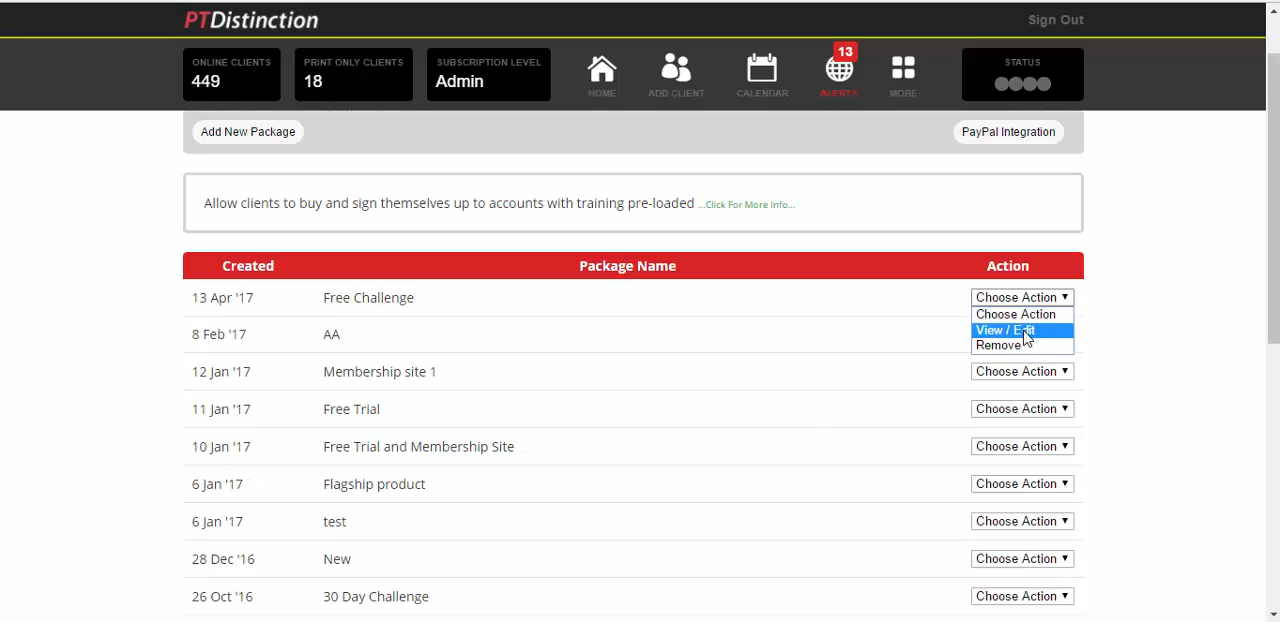 PTDistinction
Sign Out
ONLINE CLIENTS
449
PRINT ONLY CLIENTS
18
SUBSCRIPTION LEVEL
Admin
HOME
ADD CLIENT
CALENDAR
13
ALERTS
MORE
STATUS
Add New Package
PayPal Integration
Allow clients to buy and sign themselves up to accounts with training pre-loaded ...Click For More Info...
Created Package Name Action
13 Apr '17 Free Challenge Choose Action
Choose Action
View / Edit
Remove
8 Feb '17 AA
12 Jan '17 Membership site 1 Choose Action
11 Jan '17 Free Trial Choose Action
10 Jan '17 Free Trial and Membership Site Choose Action
6 Jan '17 Flagship product Choose Action
6 Jan '17 test Choose Action
28 Dec '16 New Choose Action
26 Oct '16 30 Day Challenge Choose Action